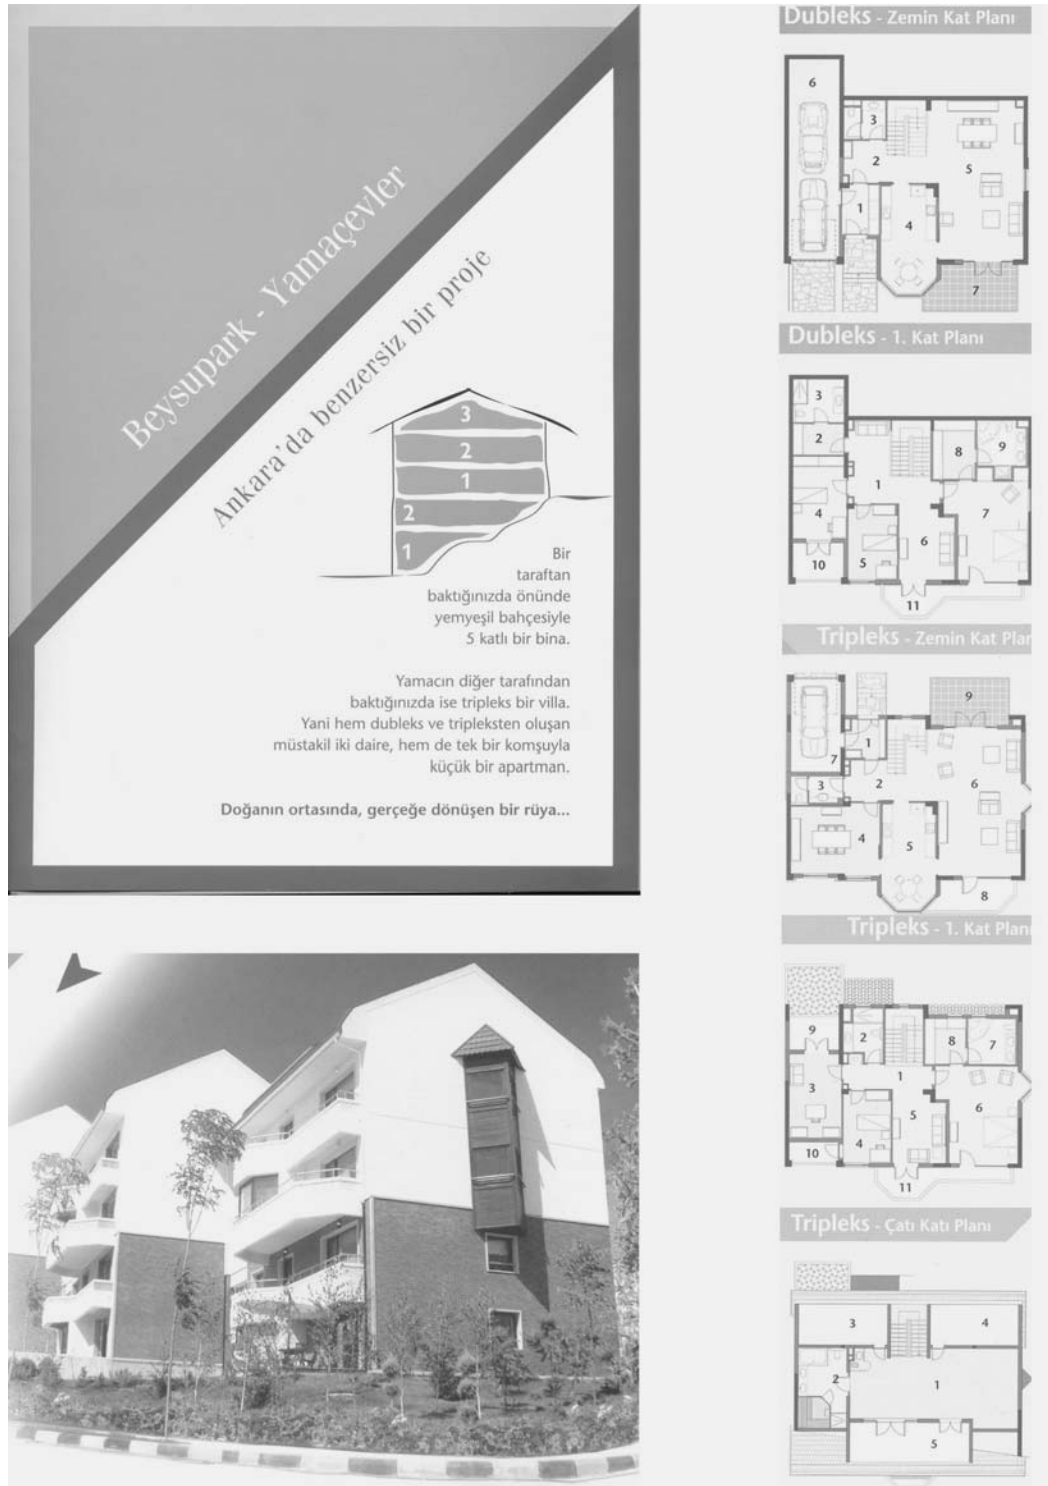 Beysupark - Yamaçevler
Ankara'da benzersiz bir proje
3
2
1
2
1
Bir
taraftan
baktığınızda önünde
yemyeşil bahçesiyle
5 katlı bir bina.
Yamacın diğer tarafından
baktığınızda ise tripleks bir villa.
Yani hem dubleks ve tripleksten oluşan
müstakil iki daire, hem de tek bir komşuyla
küçük bir apartman.
Doğanın ortasında, gerçeğe dönüşen bir rüya...
Dubleks - Zemin Kat Planı
6
3
2
5
1
4
7
Dubleks - 1. Kat Planı
3
2
8
9
1
7
4
6
5
10
11
Tripleks - Zemin Kat Plan
9
1
7
2
3
6
4
5
8
Tripleks - 1. Kat Planı
9
2
8
7
1
3
6
5
4
10
11
Tripleks - Çatı Katı Planı
3
4
2
1
5